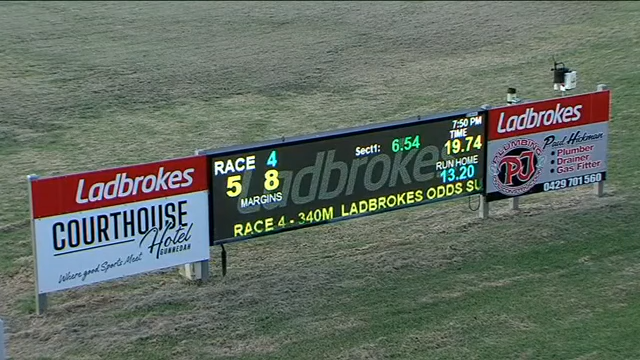 Ladbrokes
COURTHOUSE
Hotel
GUNNEDAH
Where good Sports Meet
RACE 4
5 8
MARGINS
Sect1: 6.54
Ladbrokes
7:50 PM
TIME
19.74
RUN HOME
13.20
RACE 4 - 340M LADBROKES ODDS SU
Ladbrokes
PLUMBING
PJ
Paul Hickman
• Plumber
• Drainer
• Gas Fitter
0429 701 560